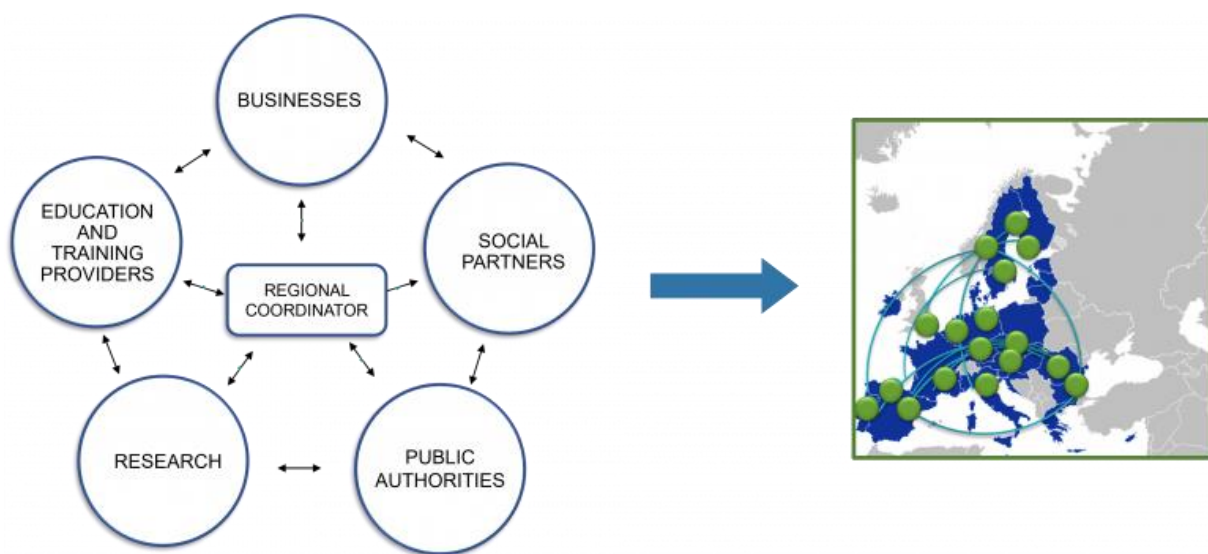 BUSINESSES
EDUCATION
AND
TRAINING
PROVIDERS
SOCIAL
PARTNERS
REGIONAL
COORDINATOR
RESEARCH
PUBLIC
AUTHORITIES